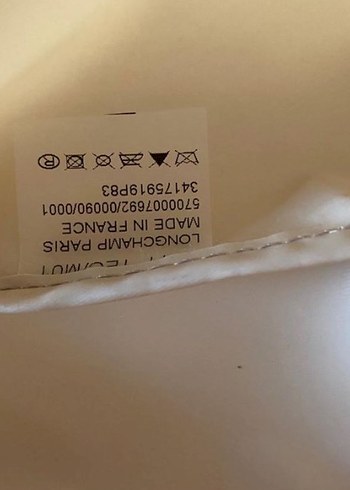 LONGCHAMP PARIS
MADE IN FRANCE
5700007692/00090/0001
34175919P83